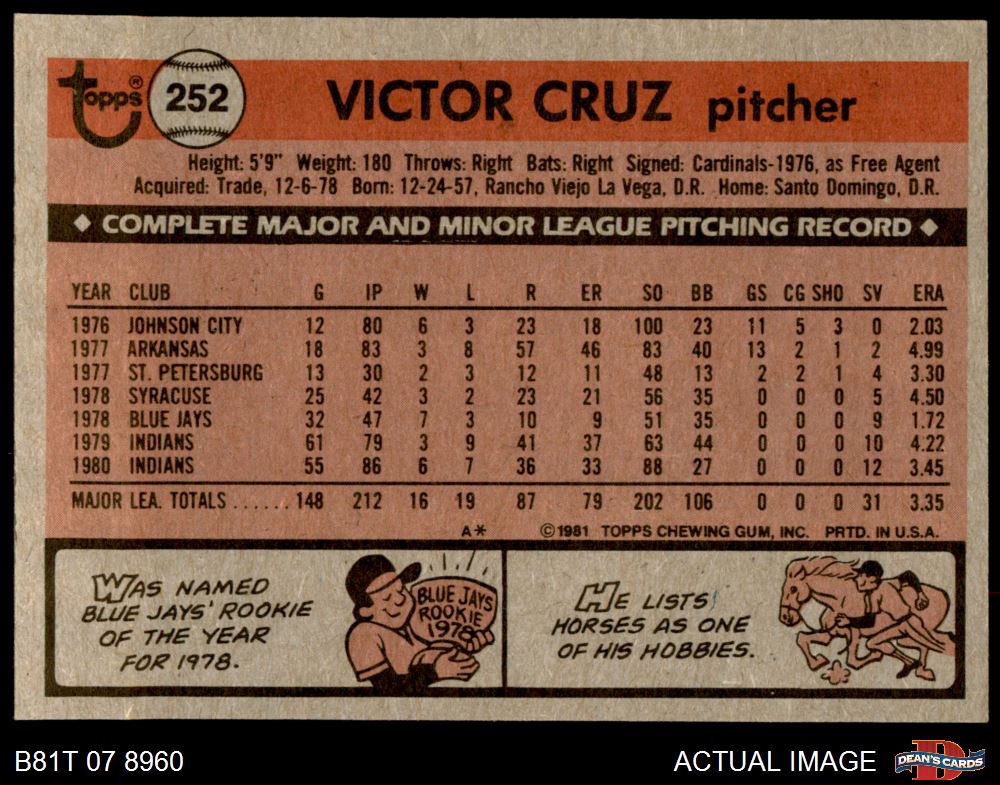 topps® 252 VICTOR CRUZ pitcher
Height: 5'9" Weight: 180 Throws: Right Bats: Right Signed: Cardinals-1976, as Free Agent
Acquired: Trade, 12-6-78 Born: 12-24-57, Rancho Viejo La Vega, D.R. Home: Santo Domingo, D.R.
◆ COMPLETE MAJOR AND MINOR LEAGUE PITCHING RECORD ◆
YEAR CLUB G IP W L R ER SO BB GS CG SHO SV ERA
1976 JOHNSON CITY 12 80 6 3 23 18 100 23 11 5 3 0 2.03
1977 ARKANSAS 18 83 3 8 57 46 83 40 13 2 1 2 4.99
1977 ST. PETERSBURG 13 30 2 3 12 11 48 13 2 2 1 4 3.30
1978 SYRACUSE 25 42 3 2 23 21 56 35 0 0 0 5 4.50
1978 BLUE JAYS 32 47 7 3 10 9 51 35 0 0 0 9 1.72
1979 INDIANS 61 79 3 9 41 37 63 44 0 0 0 10 4.22
1980 INDIANS 55 86 6 7 36 33 88 27 0 0 0 12 3.45
MAJOR LEA. TOTALS ...... 148 212 16 19 87 79 202 106 0 0 0 31 3.35
A* ©1981 TOPPS CHEWING GUM, INC. PRTD. IN U.S.A.
WAS NAMED
BLUE JAYS' ROOKIE
OF THE YEAR
FOR 1978.
BLUE JAYS
ROOKIE
1978
HE LISTS
HORSES AS ONE
OF HIS HOBBIES.
B81T 07 8960 ACTUAL IMAGE DEAN'S CARDS